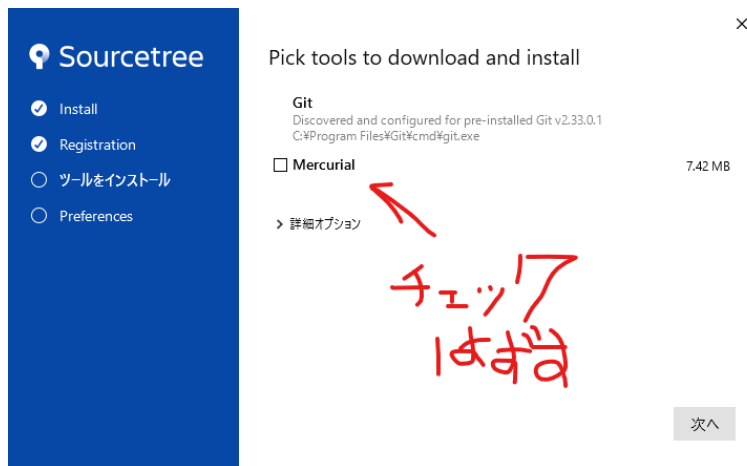 Sourcetree
Install
Registration
ツールをインストール
Preferences
Pick tools to download and install
Git
Discovered and configured for pre-installed Git v2.33.0.1
C:¥Program Files¥Git¥cmd¥git.exe
Mercurial
7.42 MB
詳細オプション
チェック
はずす
次へ